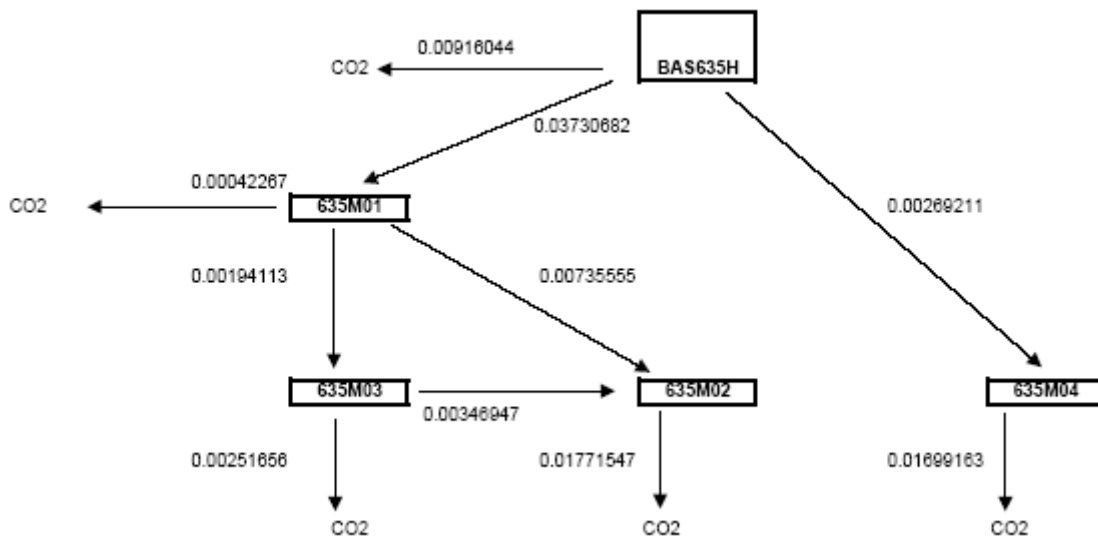 0.00916044
CO2
BAS635H
0.03730682
0.00042267
CO2
635M01
0.00269211
0.00194113
0.00735555
635M03
635M02
635M04
0.00346947
0.00251656
0.01771547
0.01699163
CO2
CO2
CO2